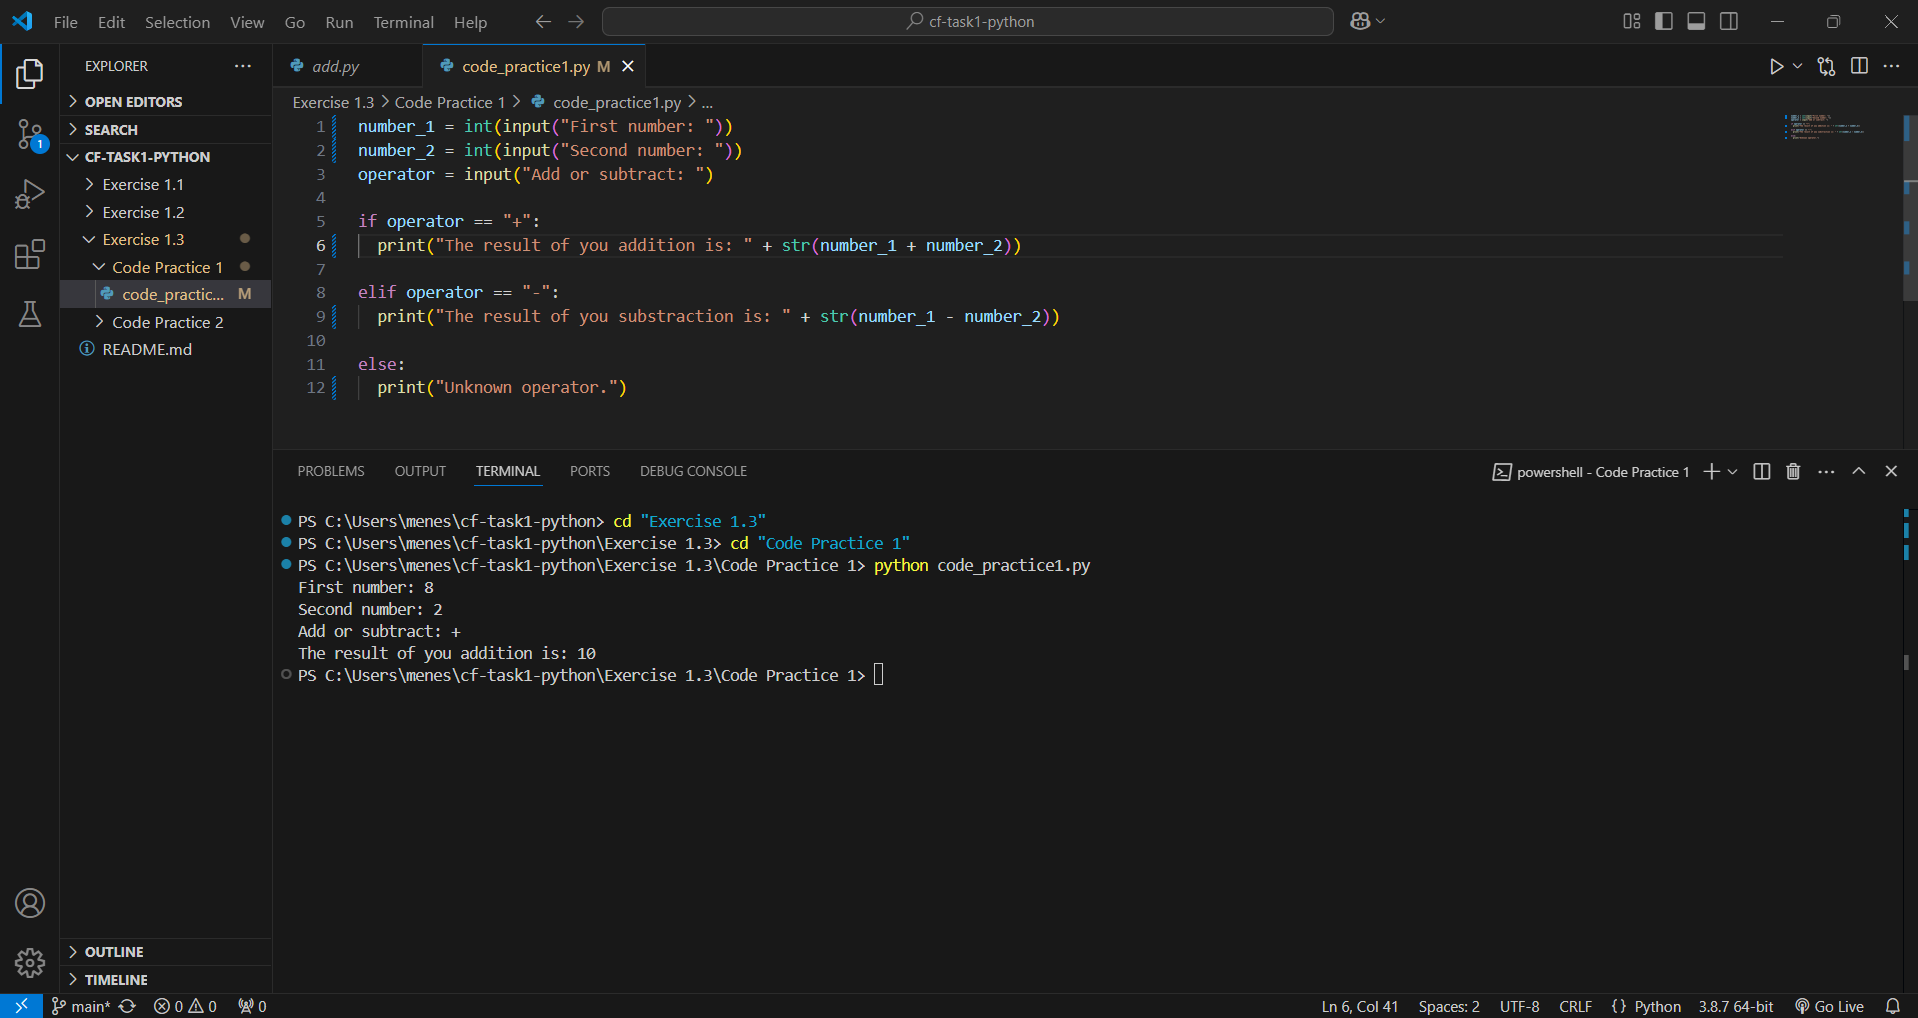 File Edit Selection View Go Run Terminal Help
cf-task1-python
EXPLORER
OPEN EDITORS
SEARCH
CF-TASK1-PYTHON
Exercise 1.1
Exercise 1.2
Exercise 1.3
Code Practice 1
code_practic... M
Code Practice 2
README.md
OUTLINE
TIMELINE
1
add.py
code_practice1.py M
Exercise 1.3 > Code Practice 1 > code_practice1.py > ...
1 number_1 = int(input("First number: "))
2 number_2 = int(input("Second number: "))
3 operator = input("Add or subtract: ")
4
5 if operator == "+":
6 print("The result of you addition is: " + str(number_1 + number_2))
7
8 elif operator == "-":
9 print("The result of you substraction is: " + str(number_1 - number_2))
10
11 else:
12 print("Unknown operator.")
PROBLEMS OUTPUT TERMINAL PORTS DEBUG CONSOLE
powershell - Code Practice 1
PS C:\Users\menes\cf-task1-python> cd "Exercise 1.3"
PS C:\Users\menes\cf-task1-python\Exercise 1.3> cd "Code Practice 1"
PS C:\Users\menes\cf-task1-python\Exercise 1.3\Code Practice 1> python code_practice1.py
First number: 8
Second number: 2
Add or subtract: +
The result of you addition is: 10
PS C:\Users\menes\cf-task1-python\Exercise 1.3\Code Practice 1>
main* 0 0 0
Ln 6, Col 41 Spaces: 2 UTF-8 CRLF {} Python 3.8.7 64-bit Go Live